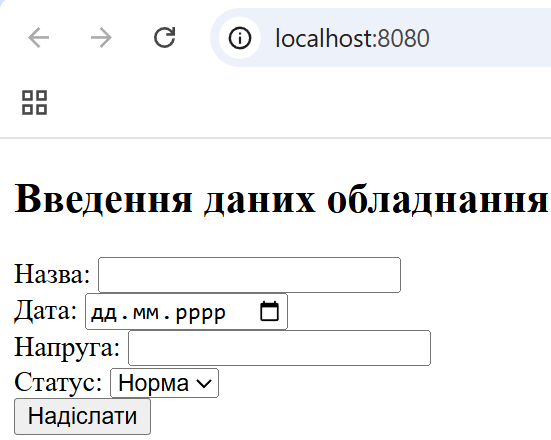 localhost:8080
Введення даних обладнання
Назва:
Дата: дд.мм.рррр
Напруга:
Статус: Норма
Надіслати